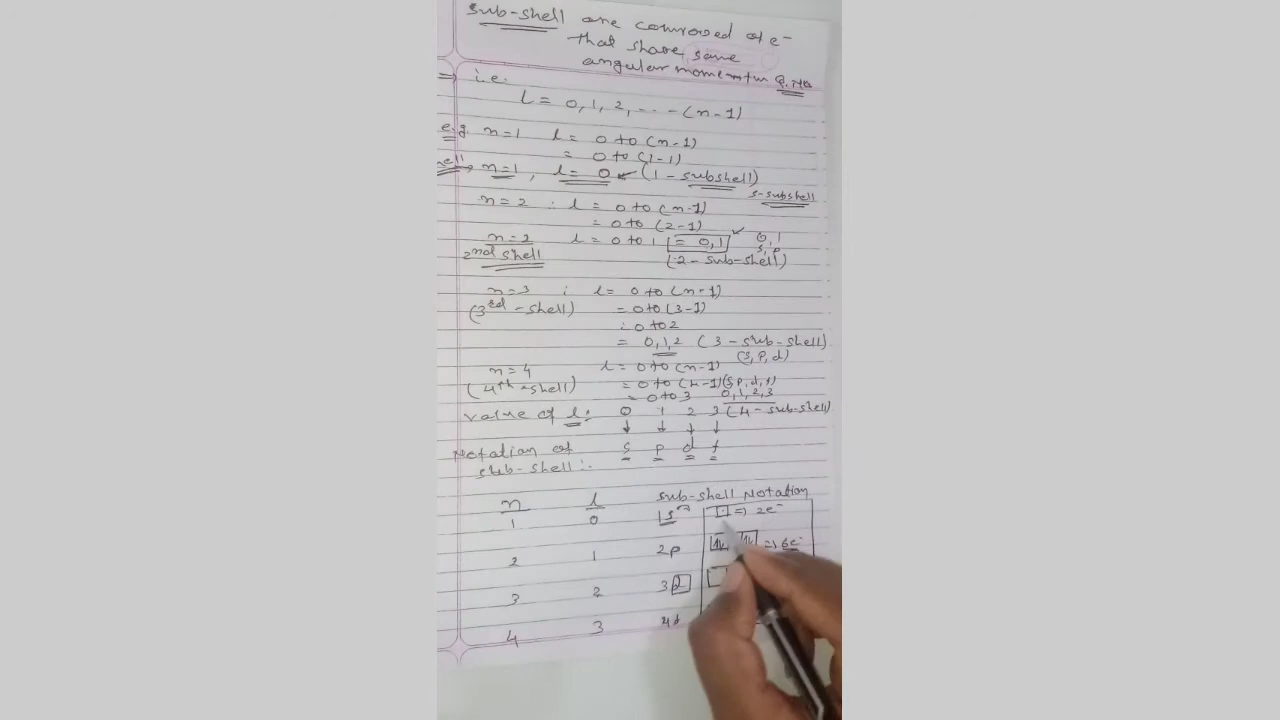 sub-shell are comrosed of e-
that share same
angular momentum Q. No
=> i.e.
l = 0, 1, 2, ... - (n-1)
e.g. n=1 l = 0 to (n-1)
= 0 to (1-1)
n=1, l = 0 (1 - subshell)
s-subshell
n=2 : l = 0 to (n-1)
= 0 to (2-1)
n=2 l = 0 to 1 = 0,1 0, 1
2nd shell s, p
(2-sub-shell)
n=3 : l = 0 to (n-1)
(3rd-shell) = 0 to (3-1)
: 0 to 2
= 0,1,2 (3-sub-shell)
(s, p, d)
n=4 l = 0 to (n-1)
(4th-shell) = 0 to (4-1) (s, p, d, f)
= 0 to 3 0, 1, 2, 3
value of l: 0 1 2 3 (4-sub-shell)
↓ ↓ ↓ ↓
Notation of s p d f
sub-shell :-
n l sub-shell Notation
1 0 1s => 2e-
2 1 2p => 6e-
3 2 3
4 3